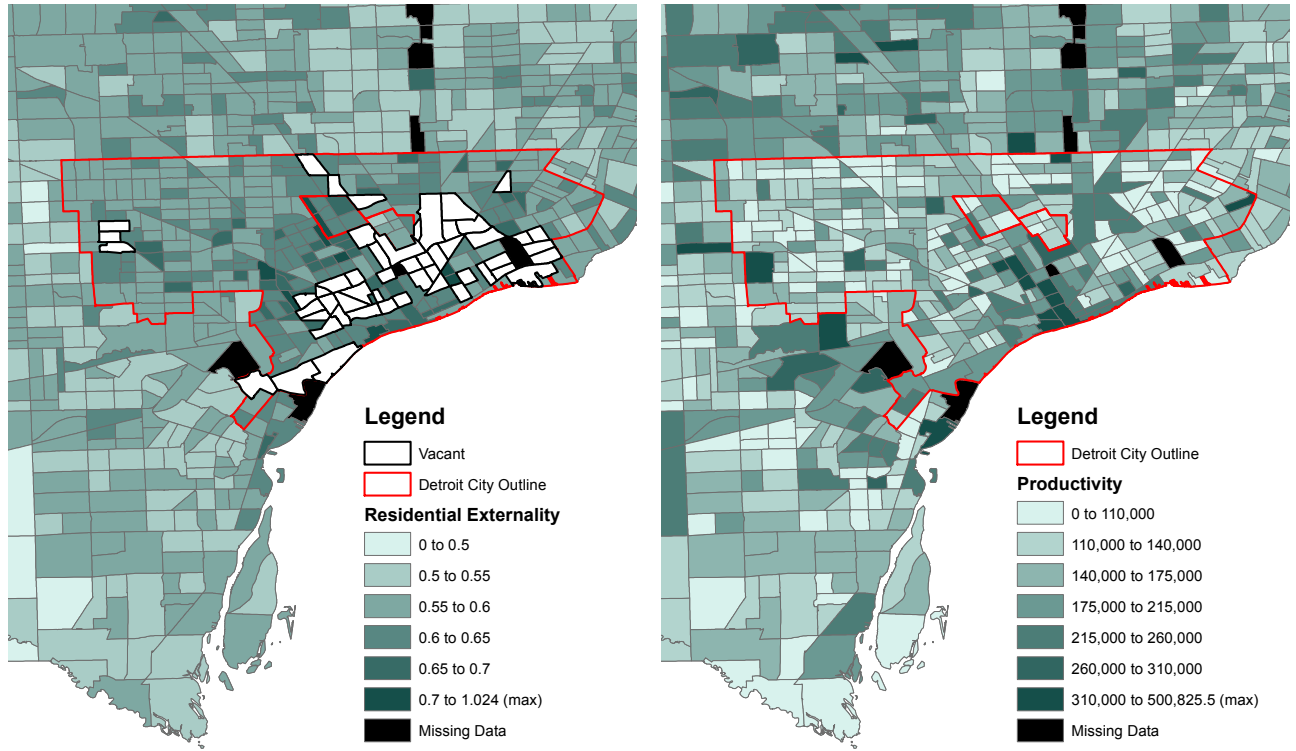 Legend
Vacant
Detroit City Outline
Residential Externality
0 to 0.5
0.5 to 0.55
0.55 to 0.6
0.6 to 0.65
0.65 to 0.7
0.7 to 1.024 (max)
Missing Data
Legend
Detroit City Outline
Productivity
0 to 110,000
110,000 to 140,000
140,000 to 175,000
175,000 to 215,000
215,000 to 260,000
260,000 to 310,000
310,000 to 500,825.5 (max)
Missing Data